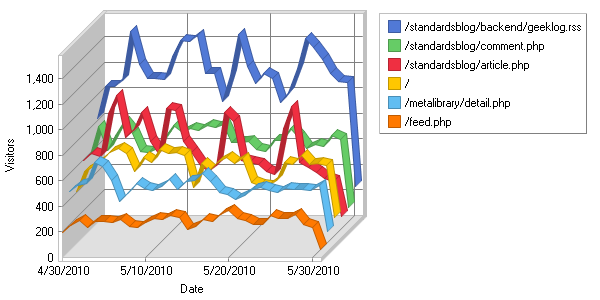 /standardsblog/backend/geeklog.rss
/standardsblog/comment.php
/standardsblog/article.php
/
/metalibrary/detail.php
/feed.php
Visitors
1,400
1,200
1,000
800
600
400
200
0
4/30/2010 5/10/2010 5/20/2010 5/30/2010
Date